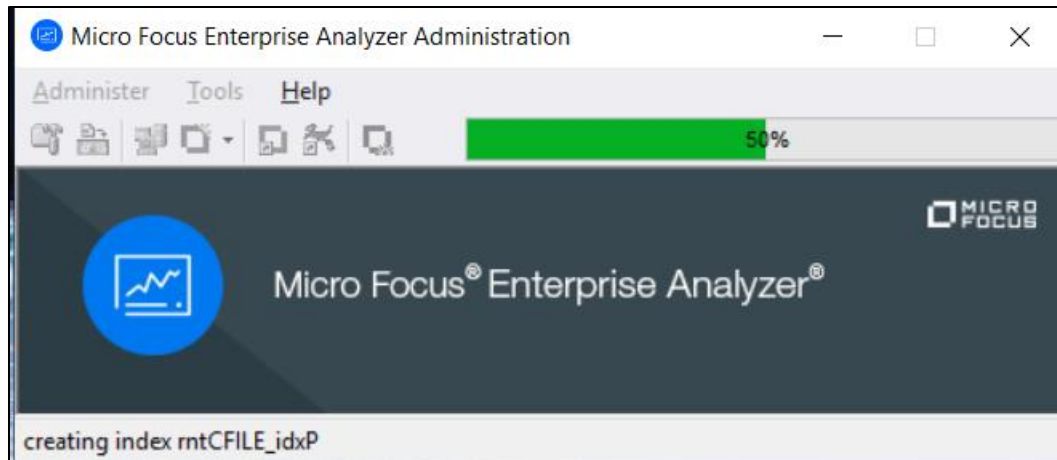 Micro Focus Enterprise Analyzer Administration
Administer Tools Help
50%
MICRO
FOCUS
Micro Focus® Enterprise Analyzer®
creating index rntCFILE_idxP